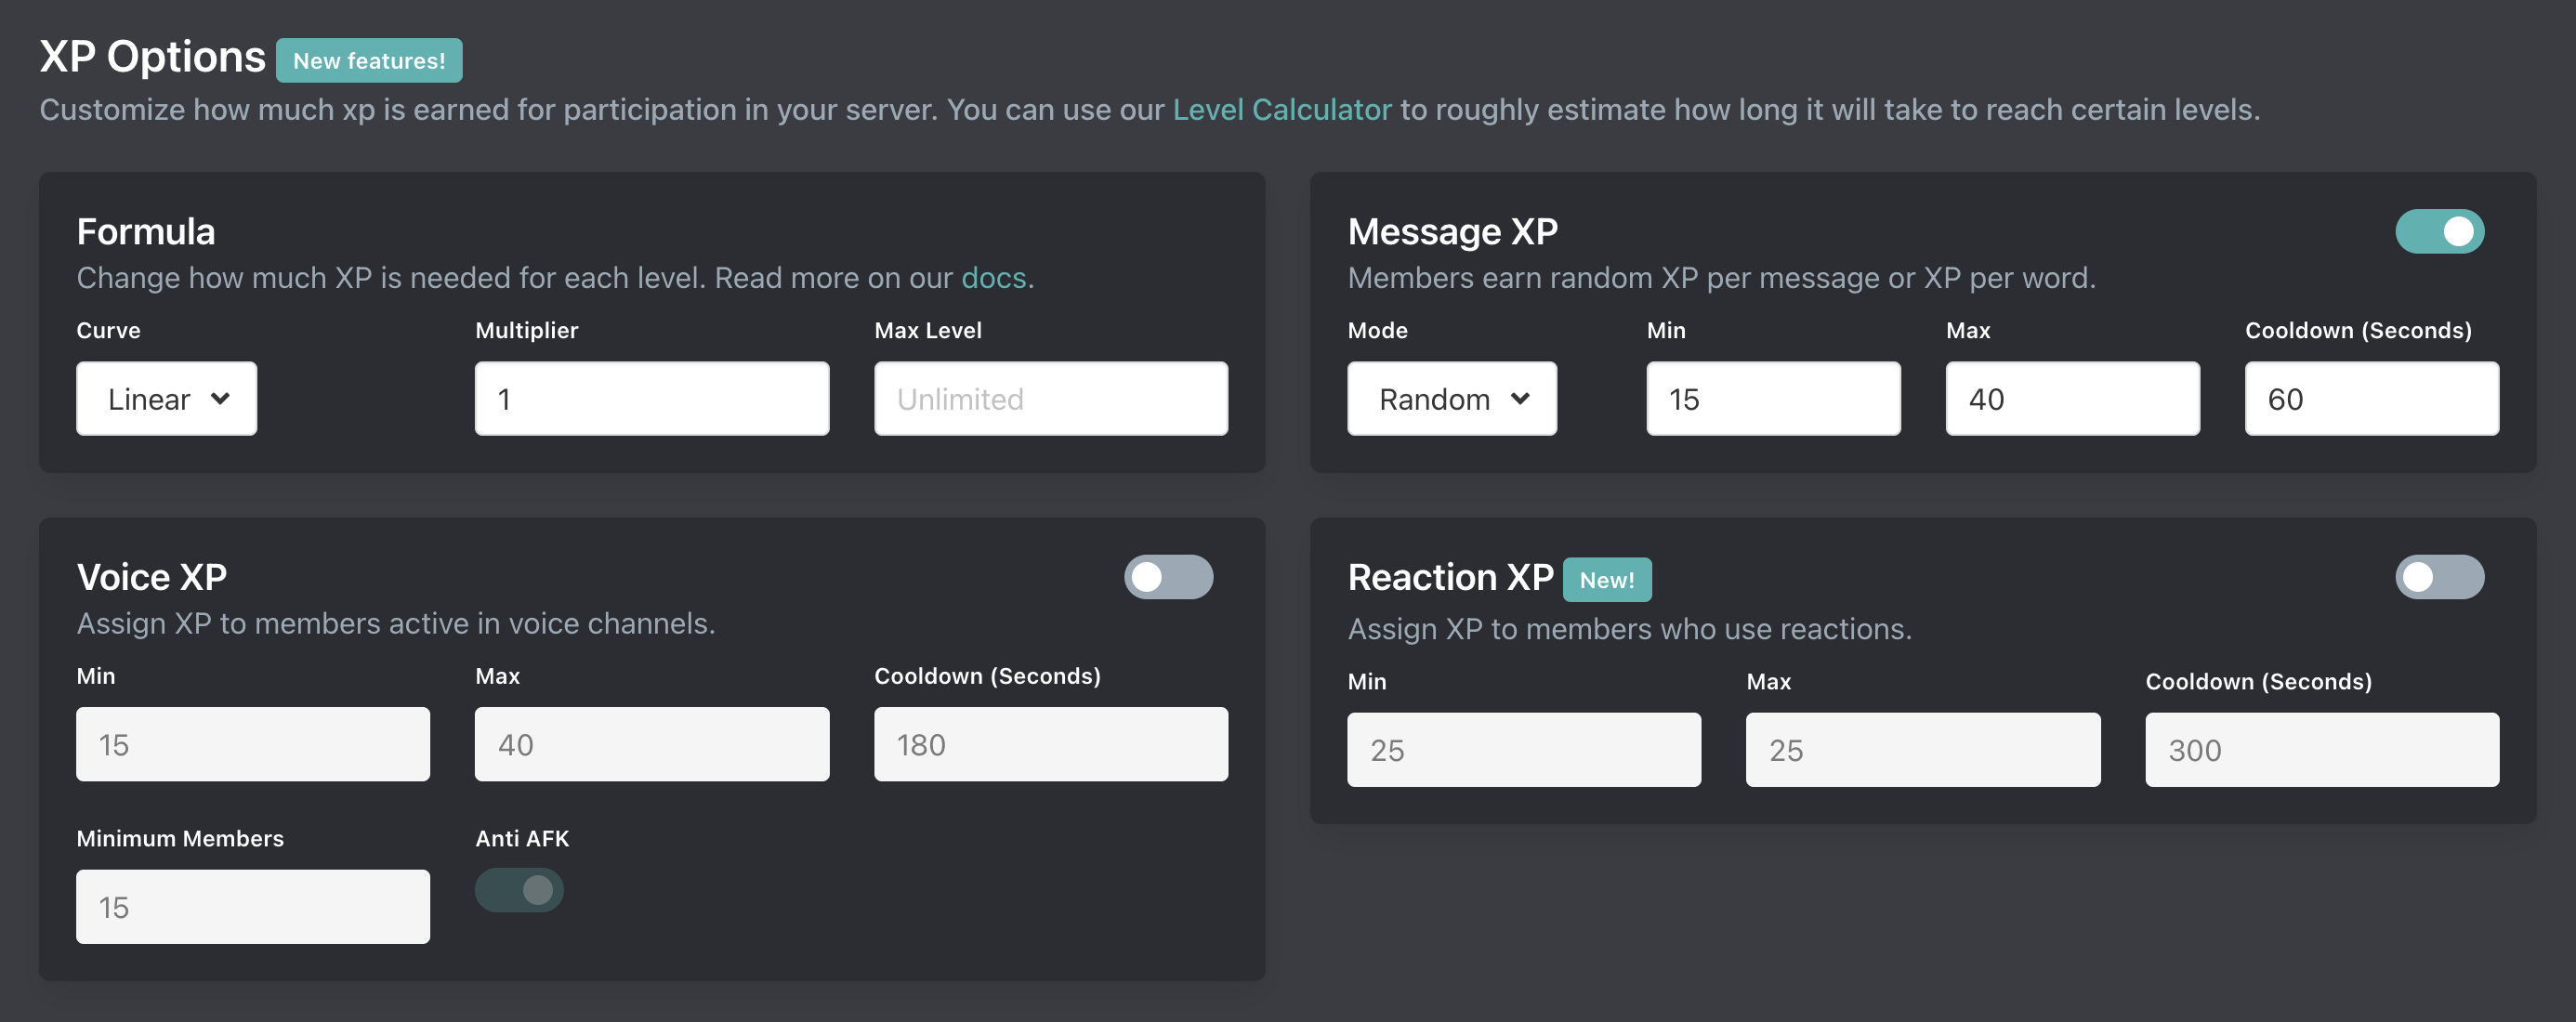 XP Options New features!
Customize how much xp is earned for participation in your server. You can use our Level Calculator to roughly estimate how long it will take to reach certain levels.
Formula
Change how much XP is needed for each level. Read more on our docs.
Curve Multiplier Max Level
Linear 1 Unlimited
Message XP
Members earn random XP per message or XP per word.
Mode Min Max Cooldown (Seconds)
Random 15 40 60
Voice XP
Assign XP to members active in voice channels.
Min Max Cooldown (Seconds)
15 40 180
Minimum Members Anti AFK
15
Reaction XP New!
Assign XP to members who use reactions.
Min Max Cooldown (Seconds)
25 25 300